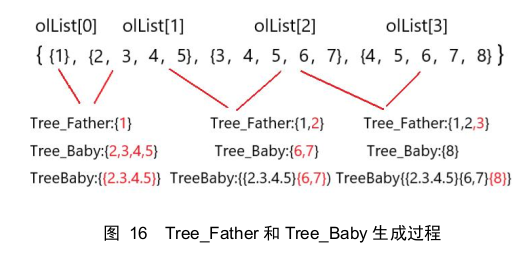 olList[0] olList[1] olList[2] olList[3]
{ {1}, {2, 3, 4, 5}, {3, 4, 5, 6, 7}, {4, 5, 6, 7, 8} }
Tree_Father:{1} Tree_Father:{1,2} Tree_Father:{1,2,3}
Tree_Baby:{2,3,4,5} Tree_Baby:{6,7} Tree_Baby:{8}
TreeBaby:{{2.3.4.5}} TreeBaby:{{2.3.4.5}{6,7}) TreeBaby{{2.3.4.5}{6,7}{8}}
图 16 Tree_Father 和 Tree_Baby 生成过程